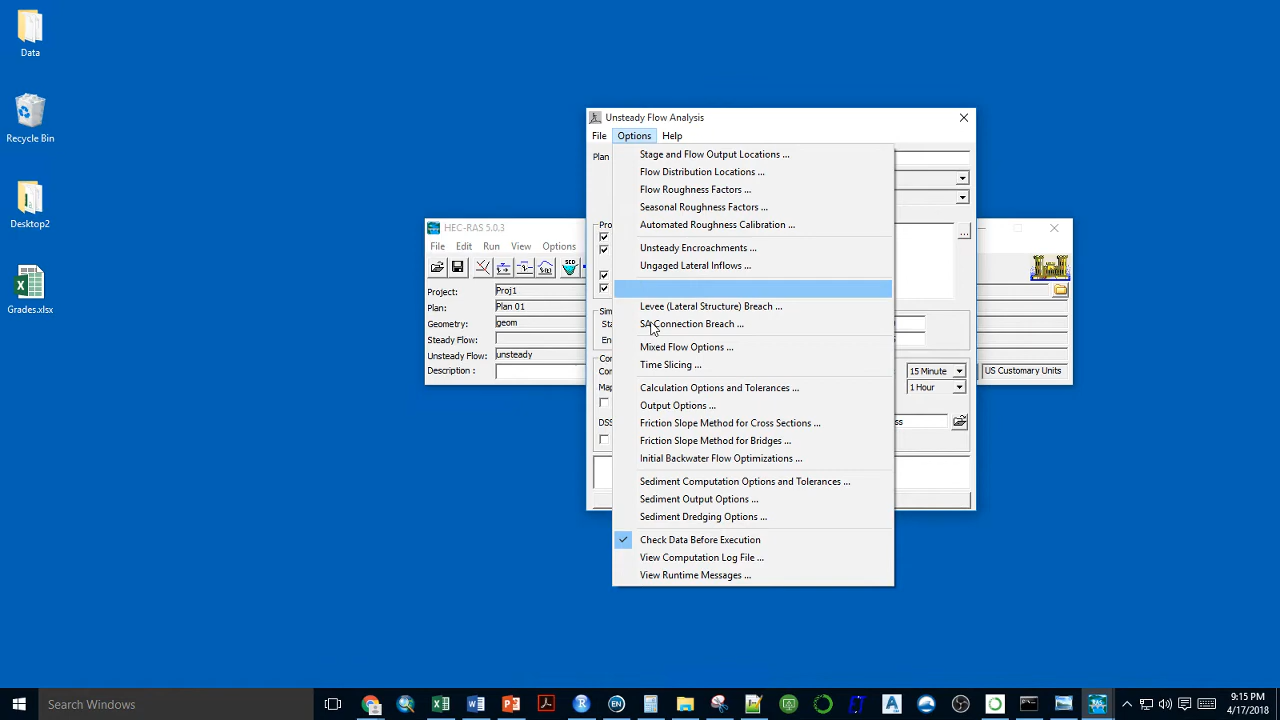 Data
Recycle Bin
Desktop2
Grades.xlsx
HEC-RAS 5.0.3
File Edit Run View Options
Project: Proj1
Plan: Plan 01
Geometry: geom
Steady Flow:
Unsteady Flow: unsteady
Description :
US Customary Units
Unsteady Flow Analysis
File Options Help
Plan
Stage and Flow Output Locations ...
Flow Distribution Locations ...
Flow Roughness Factors ...
Seasonal Roughness Factors ...
Automated Roughness Calibration ...
Unsteady Encroachments ...
Ungaged Lateral Inflows ...
Levee (Lateral Structure) Breach ...
SA Connection Breach ...
Mixed Flow Options ...
Time Slicing ...
Calculation Options and Tolerances ...
Output Options ...
Friction Slope Method for Cross Sections ...
Friction Slope Method for Bridges ...
Initial Backwater Flow Optimizations ...
Sediment Computation Options and Tolerances ...
Sediment Output Options ...
Sediment Dredging Options ...
Check Data Before Execution
View Computation Log File ...
View Runtime Messages ...
15 Minute
1 Hour
Search Windows
9:15 PM
4/17/2018